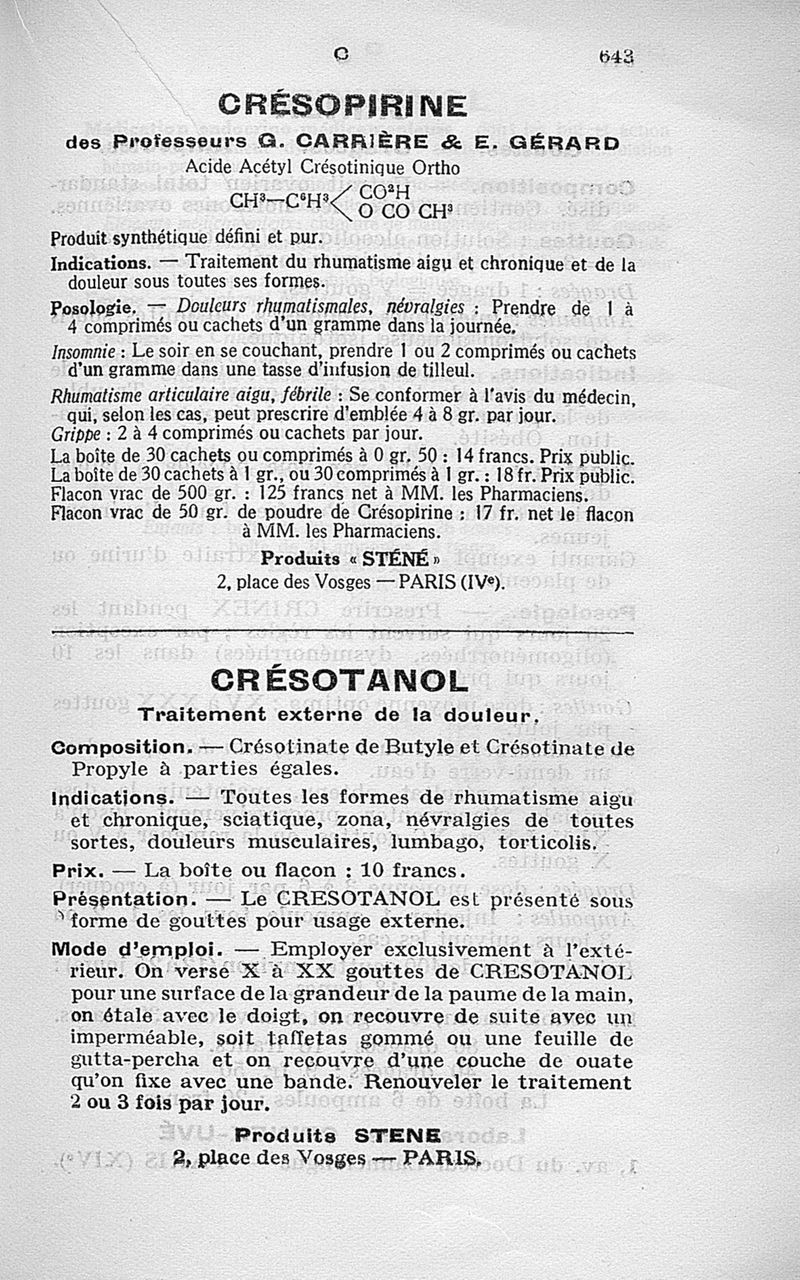 C 643
CRÉSOPIRINE
des Professeurs G. CARRIÈRE & E. GÉRARD
Acide Acétyl Crésotinique Ortho
CH³—C⁶H³< CO²H
O CO CH³
Produit synthétique défini et pur.
Indications. — Traitement du rhumatisme aigu et chronique et de la
douleur sous toutes ses formes.
Posologie. — Douleurs rhumatismales, névralgies : Prendre de 1 à
4 comprimés ou cachets d'un gramme dans la journée.
Insomnie : Le soir en se couchant, prendre 1 ou 2 comprimés ou cachets
d'un gramme dans une tasse d'infusion de tilleul.
Rhumatisme articulaire aigu, fébrile : Se conformer à l'avis du médecin,
qui, selon les cas, peut prescrire d'emblée 4 à 8 gr. par jour.
Grippe : 2 à 4 comprimés ou cachets par jour.
La boîte de 30 cachets ou comprimés à 0 gr. 50 : 14 francs. Prix public.
La boîte de 30 cachets à 1 gr., ou 30 comprimés à 1 gr. : 18 fr. Prix public.
Flacon vrac de 500 gr. : 125 francs net à MM. les Pharmaciens.
Flacon vrac de 50 gr. de poudre de Crésopirine : 17 fr. net le flacon
à MM. les Pharmaciens.
Produits « STÉNÉ »
2, place des Vosges — PARIS (IVe).
CRÉSOTANOL
Traitement externe de la douleur.
Composition. — Crésotinate de Butyle et Crésotinate de
Propyle à parties égales.
Indications. — Toutes les formes de rhumatisme aigu
et chronique, sciatique, zona, névralgies de toutes
sortes, douleurs musculaires, lumbago, torticolis.
Prix. — La boîte ou flacon : 10 francs.
Présentation. — Le CRESOTANOL est présenté sous
forme de gouttes pour usage externe.
Mode d'emploi. — Employer exclusivement à l'exté-
rieur. On verse X à XX gouttes de CRESOTANOL
pour une surface de la grandeur de la paume de la main,
on étale avec le doigt, on recouvre de suite avec un
imperméable, soit taffetas gommé ou une feuille de
gutta-percha et on recouvre d'une couche de ouate
qu'on fixe avec une bande. Renouveler le traitement
2 ou 3 fois par jour.
Produits STENE
2, place des Vosges — PARIS.